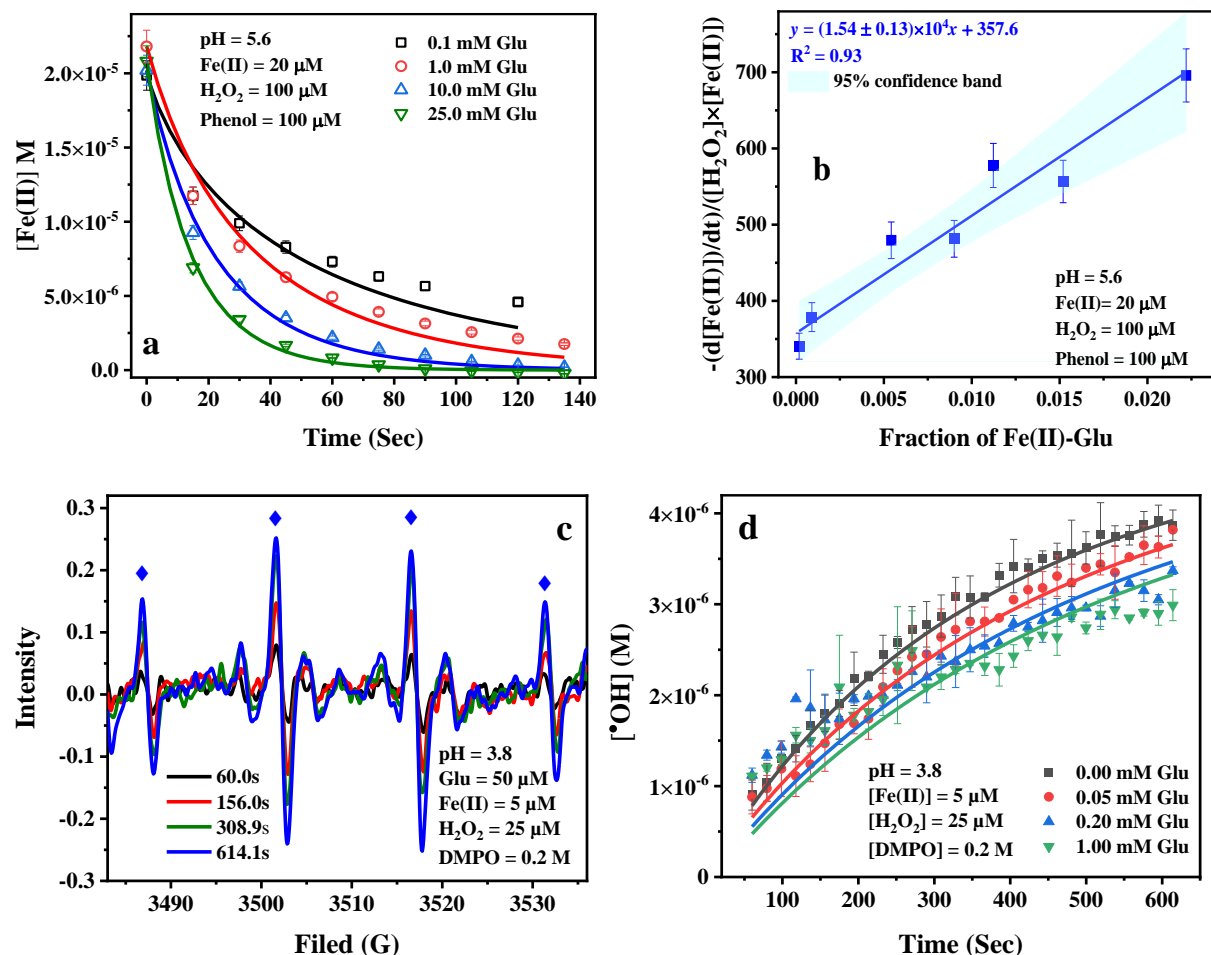 pH = 5.6
Fe(II) = 20 μM
H₂O₂ = 100 μM
Phenol = 100 μM
0.1 mM Glu
1.0 mM Glu
10.0 mM Glu
25.0 mM Glu
[Fe(II)] M
2.0×10⁻⁵
1.5×10⁻⁵
1.0×10⁻⁵
5.0×10⁻⁶
0.0
a
0 20 40 60 80 100 120 140
Time (Sec)
y = (1.54 ± 0.13)×10⁴x + 357.6
R² = 0.93
95% confidence band
b
-(d[Fe(II)])/dt)/([H₂O₂]×[Fe(II)]
700
600
500
400
300
pH = 5.6
Fe(II)= 20 μM
H₂O₂ = 100 μM
Phenol = 100 μM
0.000 0.005 0.010 0.015 0.020
Fraction of Fe(II)-Glu
Intensity
0.3
0.2
0.1
0.0
-0.1
-0.2
-0.3
c
60.0s
156.0s
308.9s
614.1s
pH = 3.8
Glu = 50 μM
Fe(II) = 5 μM
H₂O₂ = 25 μM
DMPO = 0.2 M
3490 3500 3510 3520 3530
Filed (G)
[•OH] (M)
4×10⁻⁶
3×10⁻⁶
2×10⁻⁶
1×10⁻⁶
0
d
pH = 3.8
[Fe(II)] = 5 μM
[H₂O₂] = 25 μM
[DMPO] = 0.2 M
0.00 mM Glu
0.05 mM Glu
0.20 mM Glu
1.00 mM Glu
100 200 300 400 500 600
Time (Sec)